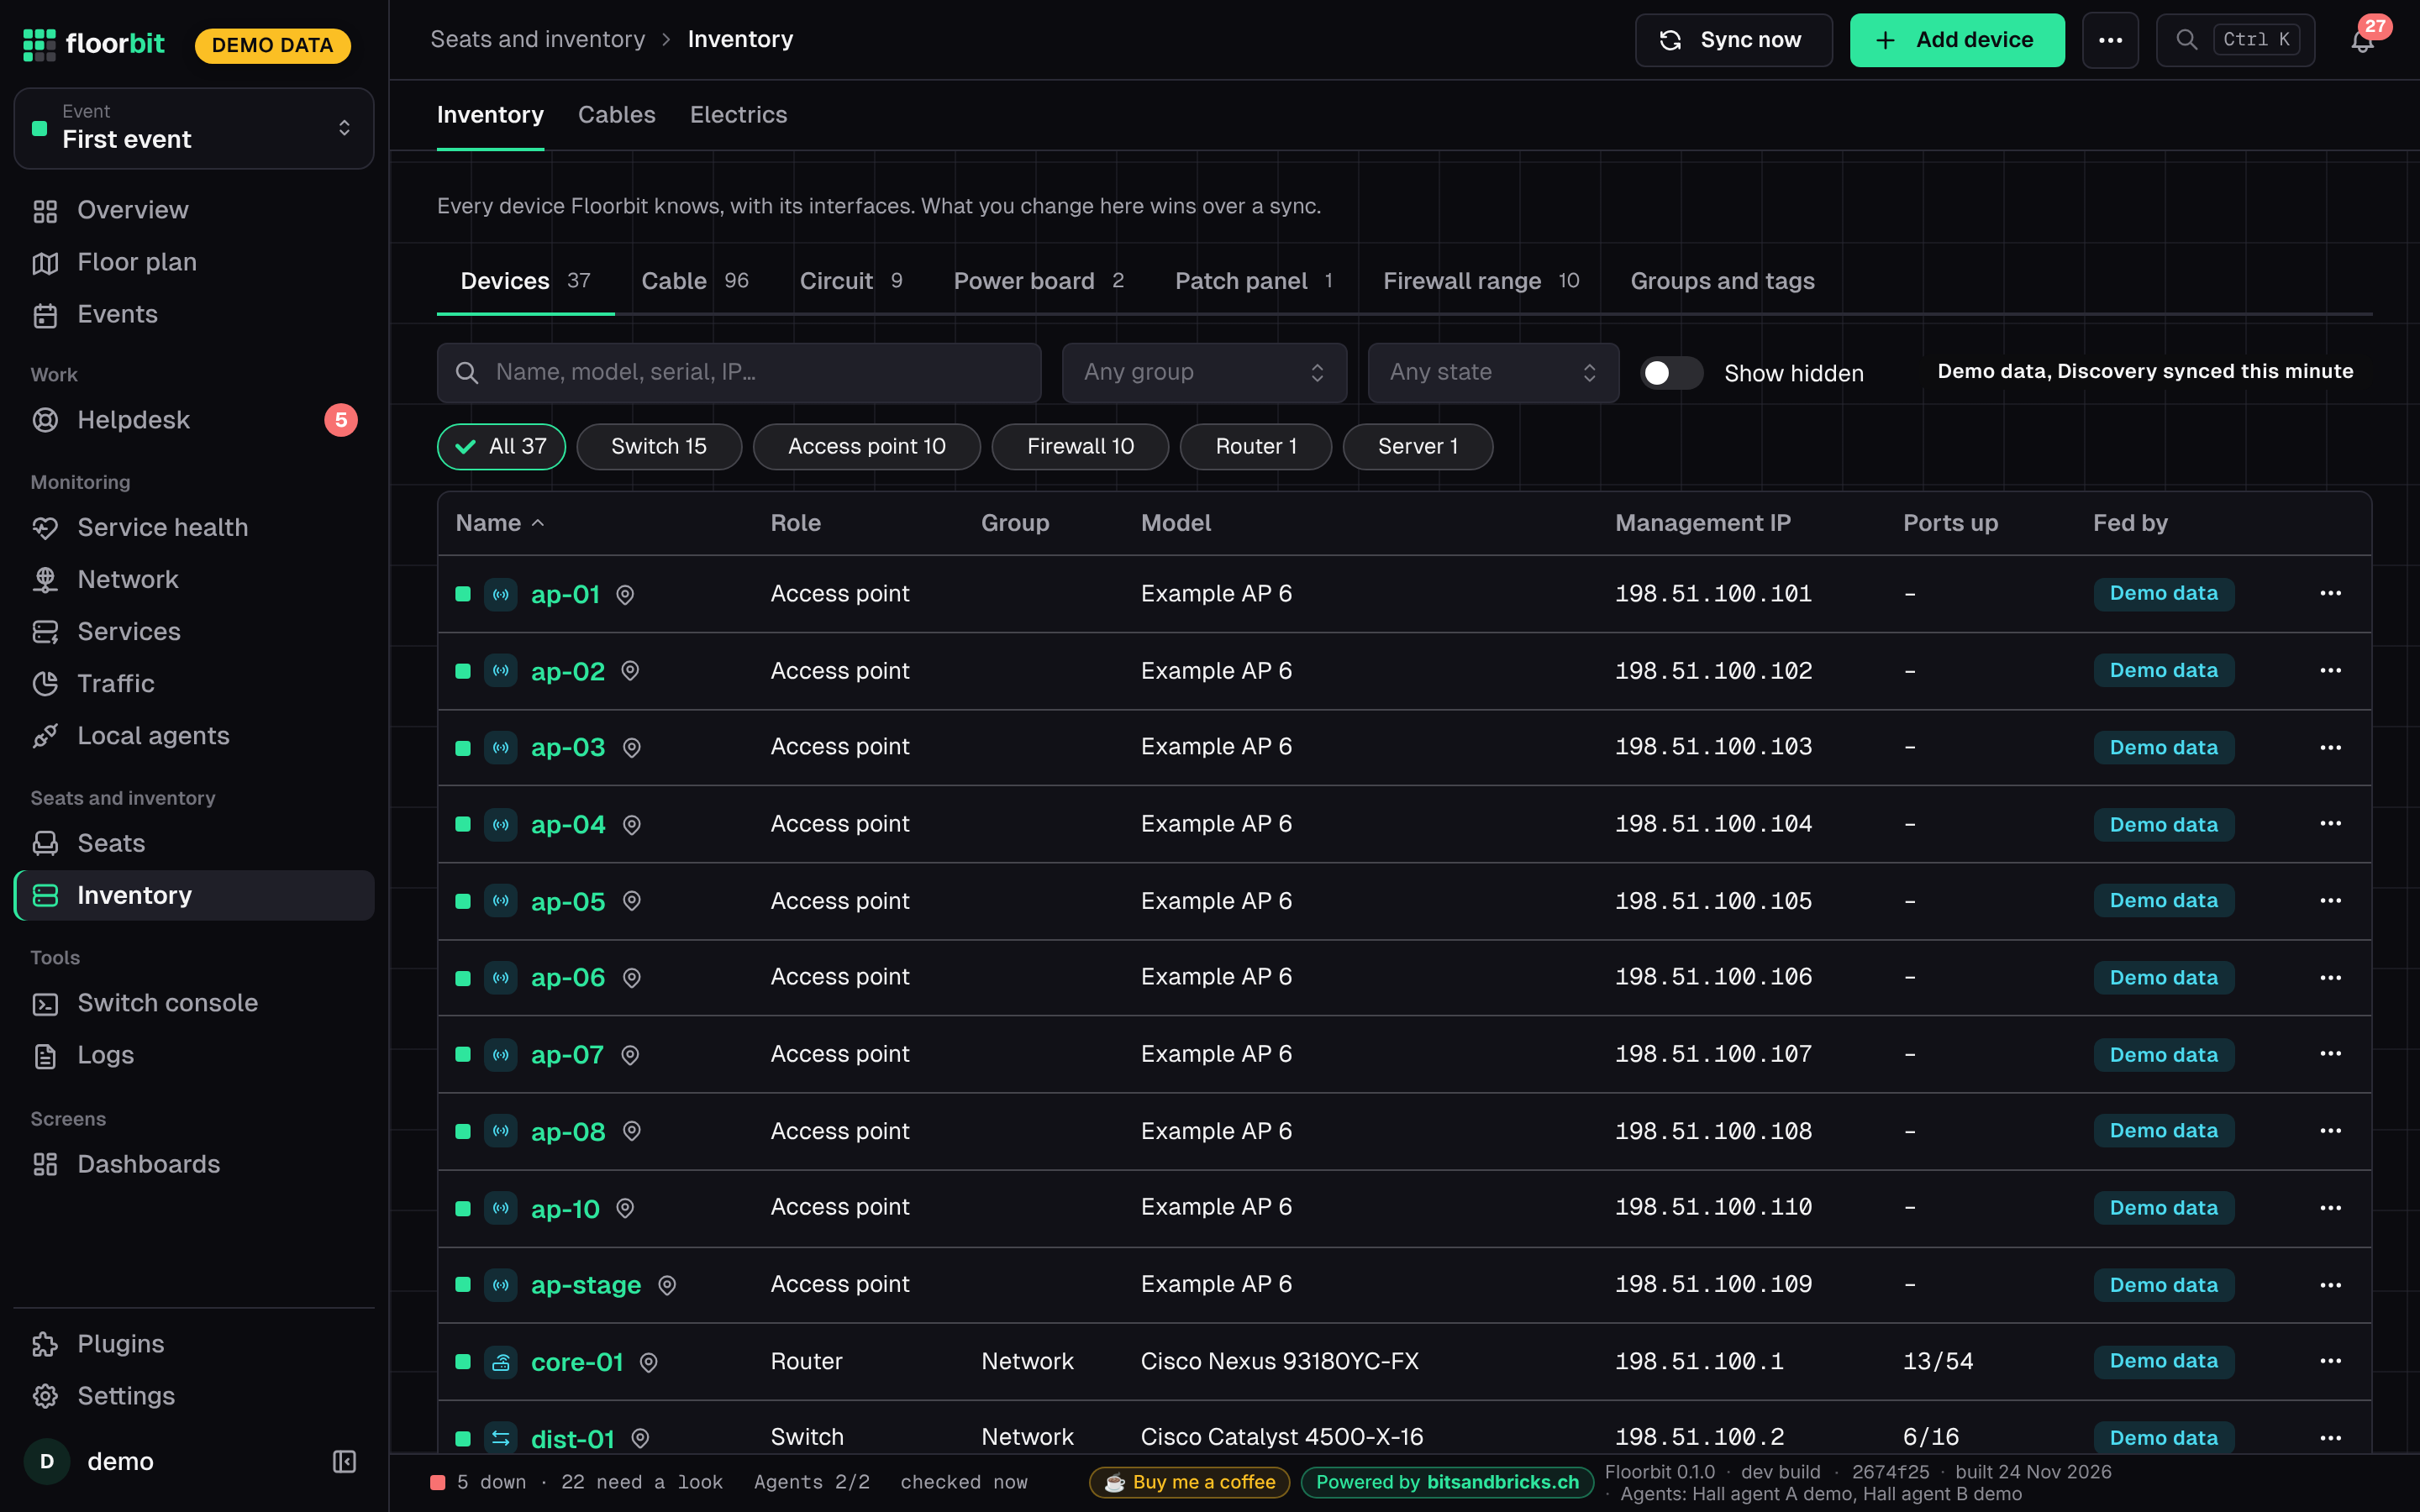 floorbit DEMO DATA
Event
First event
Overview
Floor plan
Events
Work
Helpdesk 5
Monitoring
Service health
Network
Services
Traffic
Local agents
Seats and inventory
Seats
Inventory
Tools
Switch console
Logs
Screens
Dashboards
Plugins
Settings
D demo
Seats and inventory > Inventory
Sync now
+ Add device
Ctrl K
27
Inventory Cables Electrics
Every device Floorbit knows, with its interfaces. What you change here wins over a sync.
Devices 37 Cable 96 Circuit 9 Power board 2 Patch panel 1 Firewall range 10 Groups and tags
Name, model, serial, IP... Any group Any state Show hidden Demo data, Discovery synced this minute
All 37 Switch 15 Access point 10 Firewall 10 Router 1 Server 1
Name Role Group Model Management IP Ports up Fed by
ap-01 Access point Example AP 6 198.51.100.101 – Demo data
ap-02 Access point Example AP 6 198.51.100.102 – Demo data
ap-03 Access point Example AP 6 198.51.100.103 – Demo data
ap-04 Access point Example AP 6 198.51.100.104 – Demo data
ap-05 Access point Example AP 6 198.51.100.105 – Demo data
ap-06 Access point Example AP 6 198.51.100.106 – Demo data
ap-07 Access point Example AP 6 198.51.100.107 – Demo data
ap-08 Access point Example AP 6 198.51.100.108 – Demo data
ap-10 Access point Example AP 6 198.51.100.110 – Demo data
ap-stage Access point Example AP 6 198.51.100.109 – Demo data
core-01 Router Network Cisco Nexus 93180YC-FX 198.51.100.1 13/54 Demo data
dist-01 Switch Network Cisco Catalyst 4500-X-16 198.51.100.2 6/16 Demo data
5 down · 22 need a look Agents 2/2 checked now
☕ Buy me a coffee
Powered by bitsandbricks.ch
Floorbit 0.1.0 · dev build · 2674f25 · built 24 Nov 2026
· Agents: Hall agent A demo, Hall agent B demo